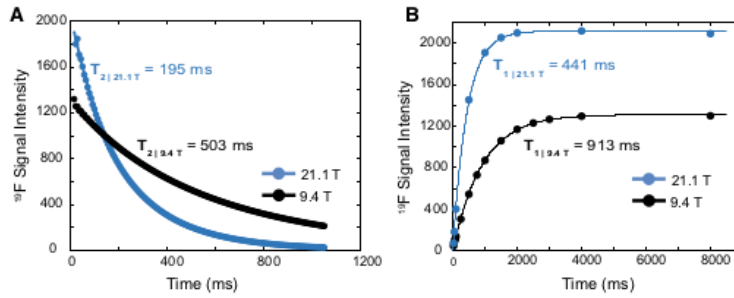 A
2000
1600
1200
800
400
0
¹⁹F Signal Intensity
T2 | 21.1 T = 195 ms
T2 | 9.4 T = 503 ms
21.1 T
9.4 T
0 400 800 1200
Time (ms)
B
2000
1600
1200
800
400
0
¹⁹F Signal Intensity
T1 | 21.1 T = 441 ms
T1 | 9.4 T = 913 ms
21.1 T
9.4 T
0 2000 4000 6000 8000
Time (ms)